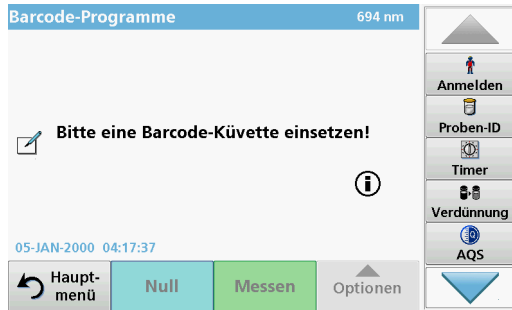 Barcode-Programme 694 nm
Bitte eine Barcode-Küvette einsetzen!
05-JAN-2000 04:17:37
Haupt-
menü
Null
Messen
Optionen
Anmelden
Proben-ID
Timer
Verdünnung
AQS